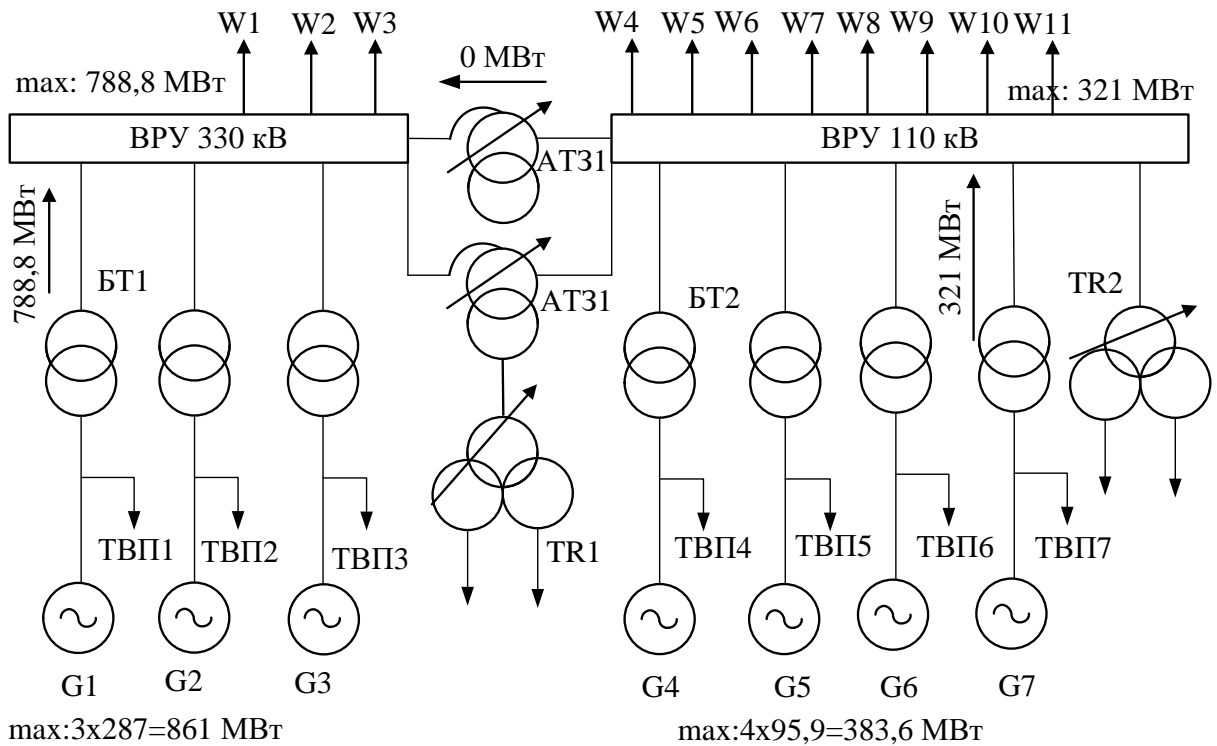 W1
W2
W3
W4
W5
W6
W7
W8
W9
W10
W11
max: 788,8 МВт
0 МВт
max: 321 МВт
ВРУ 330 кВ
АТЗ1
ВРУ 110 кВ
788,8 МВт
БТ1
АТЗ1
БТ2
321 МВт
TR2
ТВП1
ТВП2
ТВП3
TR1
ТВП4
ТВП5
ТВП6
ТВП7
G1
G2
G3
G4
G5
G6
G7
max:3x287=861 МВт
max:4x95,9=383,6 МВт